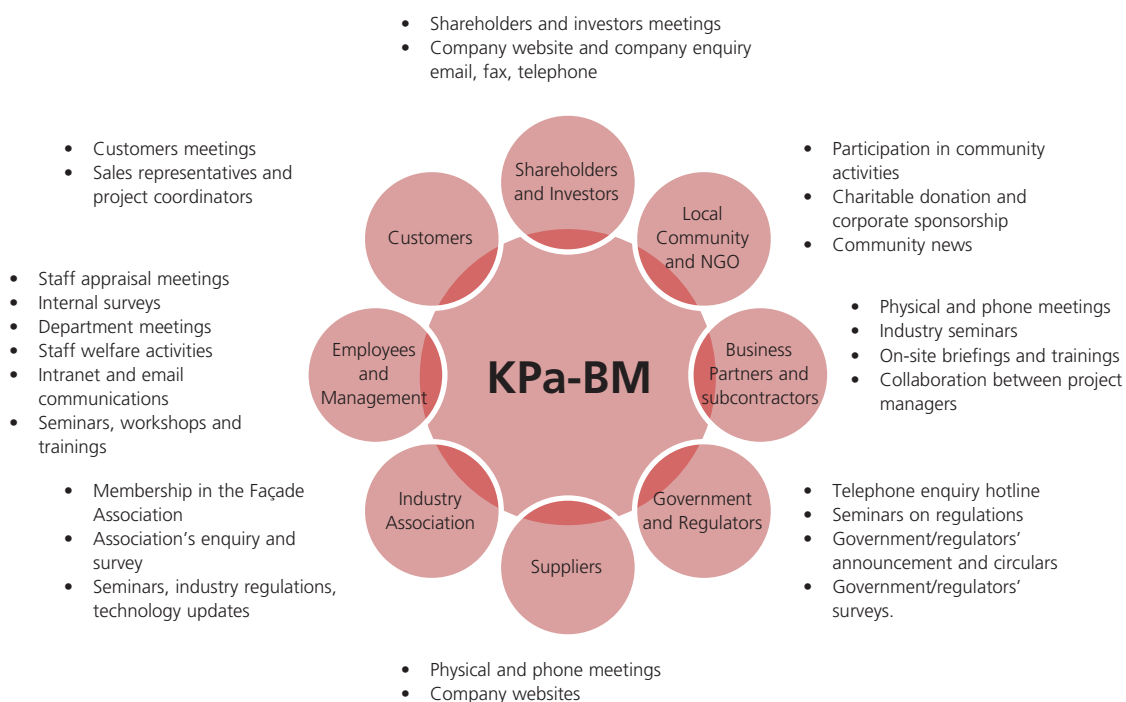 • Shareholders and investors meetings
• Company website and company enquiry
email, fax, telephone
Shareholders
and Investors
• Participation in community
activities
• Charitable donation and
corporate sponsorship
• Community news
Local
Community
and NGO
• Physical and phone meetings
• Industry seminars
• On-site briefings and trainings
• Collaboration between project
managers
Business
Partners and
subcontractors
• Telephone enquiry hotline
• Seminars on regulations
• Government/regulators’
announcement and circulars
• Government/regulators’
surveys.
Government
and Regulators
Suppliers
• Physical and phone meetings
• Company websites
Industry
Association
• Membership in the Façade
Association
• Association’s enquiry and
survey
• Seminars, industry regulations,
technology updates
Employees
and
Management
• Staff appraisal meetings
• Internal surveys
• Department meetings
• Staff welfare activities
• Intranet and email
communications
• Seminars, workshops and
trainings
Customers
• Customers meetings
• Sales representatives and
project coordinators
KPa-BM